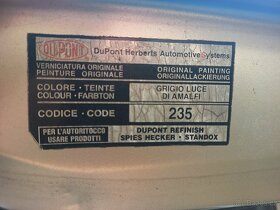 DUPONT DuPont Herberts Automotive Systems
VERNICIATURA ORIGINALE ORIGINAL PAINTING
PEINTURE ORIGINALE ORIGINALLACKIERUNG
COLORE · TEINTE GRIGIO LUCE
COLOUR · FARBTON DI AMALFI
CODICE · CODE 235
PER L'AUTORITOCCO DUPONT REFINISH
USARE PRODOTTI SPIES HECKER · STANDOX